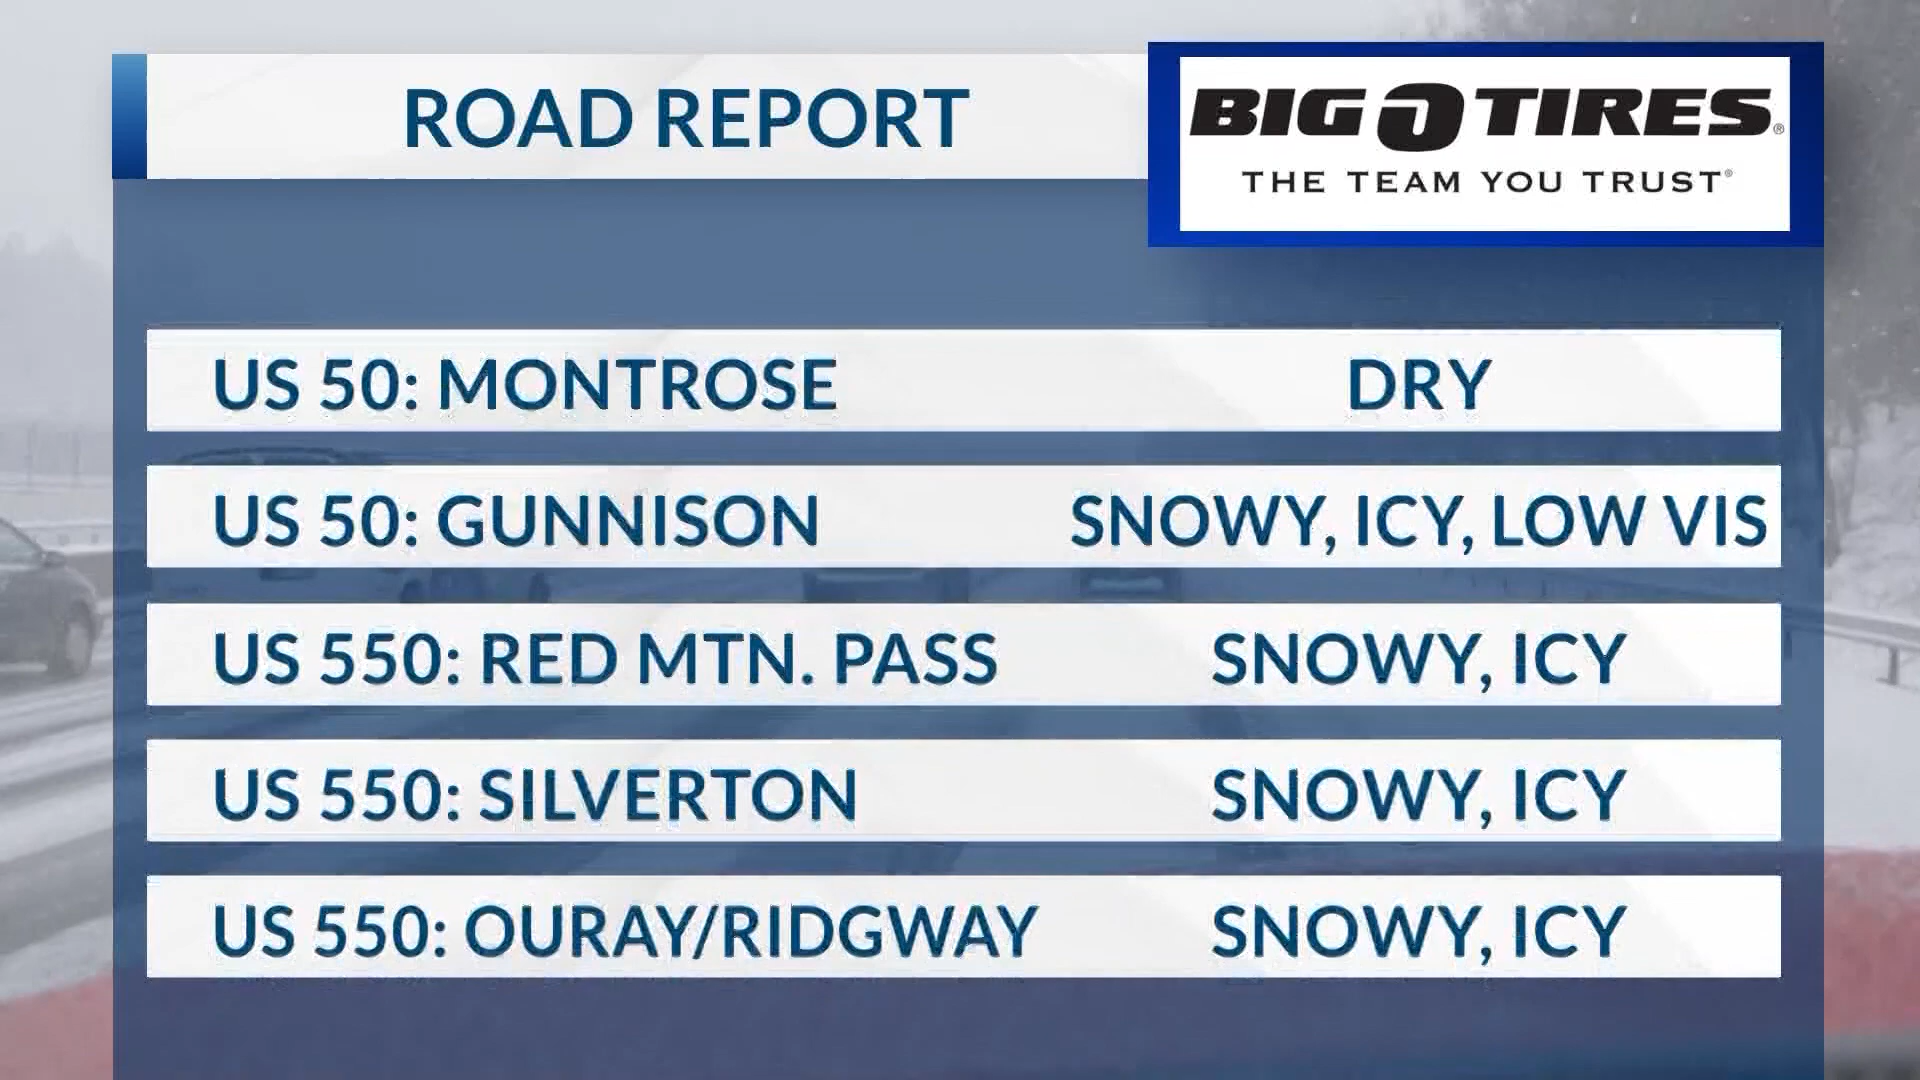 ROAD REPORT
BIG O TIRES®
THE TEAM YOU TRUST®
US 50: MONTROSE DRY
US 50: GUNNISON SNOWY, ICY, LOW VIS
US 550: RED MTN. PASS SNOWY, ICY
US 550: SILVERTON SNOWY, ICY
US 550: OURAY/RIDGWAY SNOWY, ICY